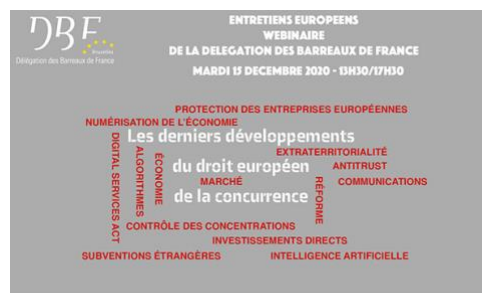 DBF
Bruxelles
Délégation des Barreaux de France
ENTRETIENS EUROPEENS
WEBINAIRE
DE LA DELEGATION DES BARREAUX DE FRANCE
MARDI 15 DECEMBRE 2020 - 13H30/17H30
PROTECTION DES ENTREPRISES EUROPÉENNES
NUMÉRISATION DE L'ÉCONOMIE
Les derniers développements
EXTRATERRITORIALITÉ
DIGITAL SERVICES ACT
ALGORITHMES
ÉCONOMIE
du droit européen
ANTITRUST
MARCHÉ
RÉFORME
COMMUNICATIONS
de la concurrence
CONTRÔLE DES CONCENTRATIONS
INVESTISSEMENTS DIRECTS
SUBVENTIONS ÉTRANGÈRES
INTELLIGENCE ARTIFICIELLE